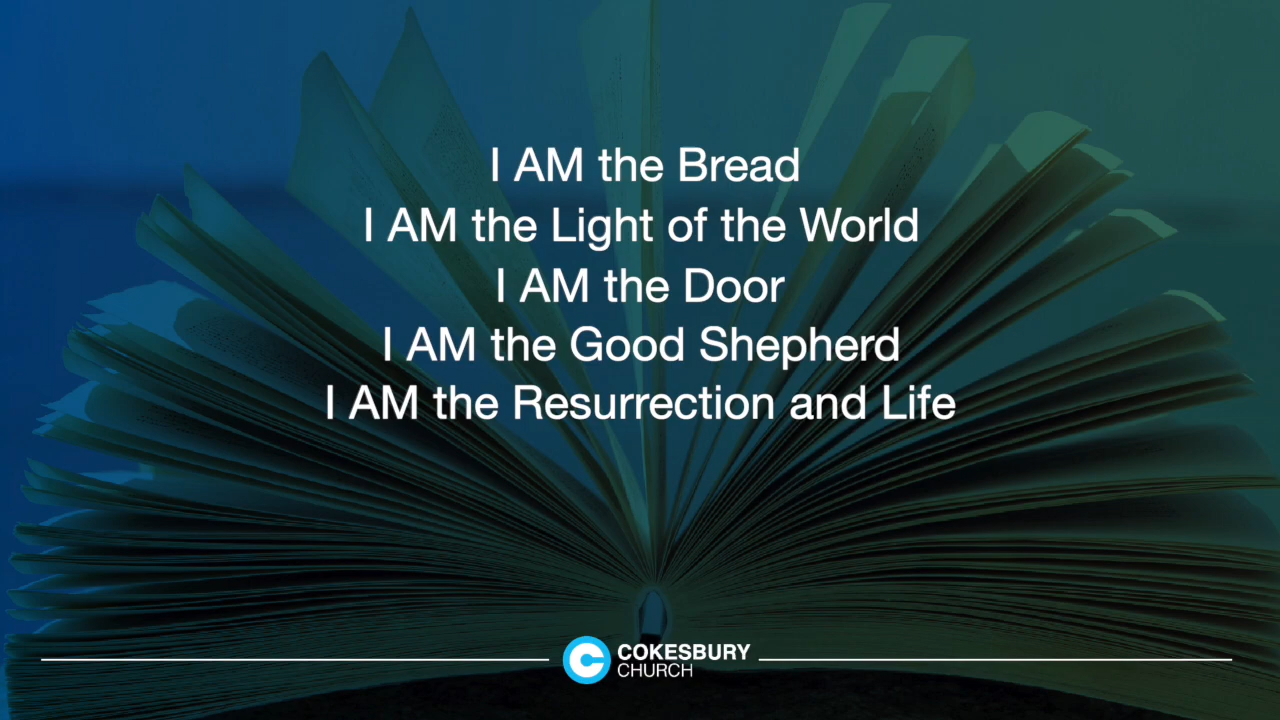 I AM the Bread
I AM the Light of the World
I AM the Door
I AM the Good Shepherd
I AM the Resurrection and Life
COKESBURY
CHURCH